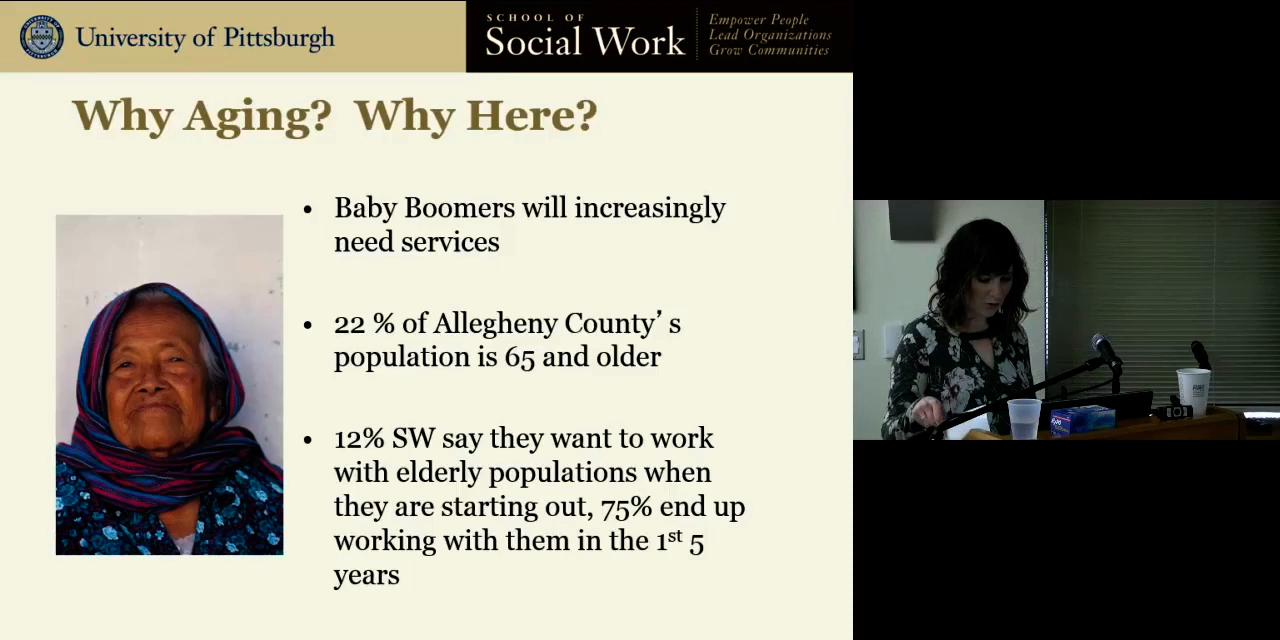 University of Pittsburgh
SCHOOL OF
Social Work
Empower People
Lead Organizations
Grow Communities
Why Aging? Why Here?
• Baby Boomers will increasingly
need services
• 22 % of Allegheny County’ s
population is 65 and older
• 12% SW say they want to work
with elderly populations when
they are starting out, 75% end up
working with them in the 1st 5
years